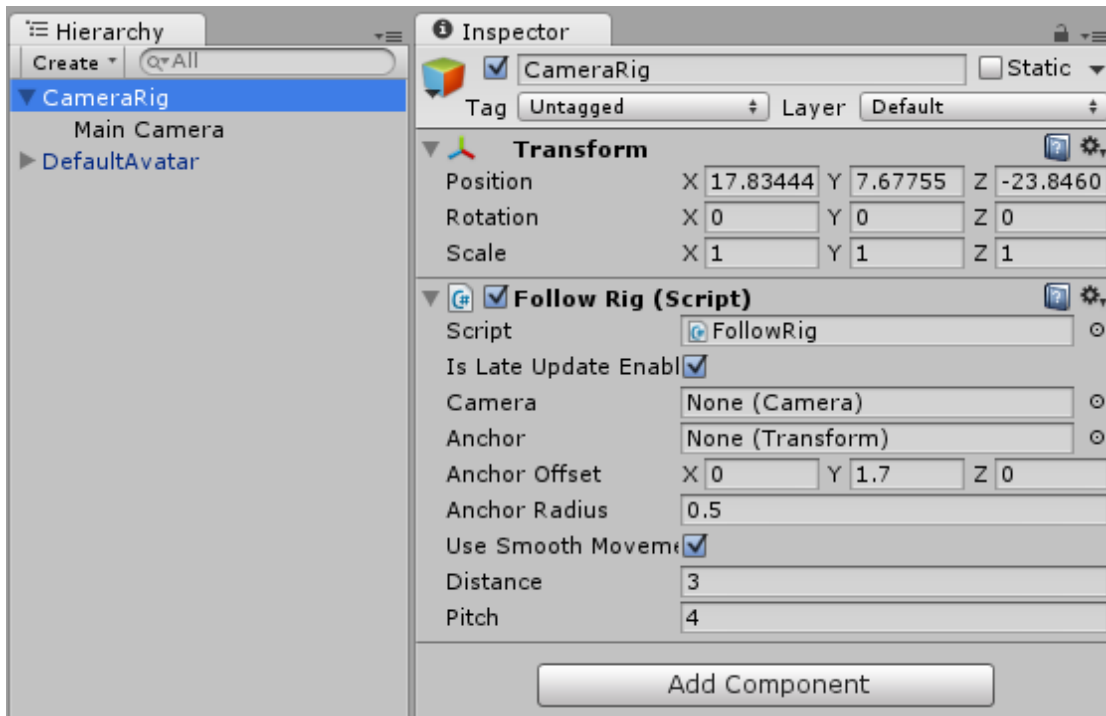 Hierarchy
Create All
CameraRig
Main Camera
DefaultAvatar
Inspector
CameraRig Static
Tag Untagged Layer Default
Transform
Position X 17.83444 Y 7.67755 Z -23.8460
Rotation X 0 Y 0 Z 0
Scale X 1 Y 1 Z 1
Follow Rig (Script)
Script FollowRig
Is Late Update Enabl
Camera None (Camera)
Anchor None (Transform)
Anchor Offset X 0 Y 1.7 Z 0
Anchor Radius 0.5
Use Smooth Moveme
Distance 3
Pitch 4
Add Component